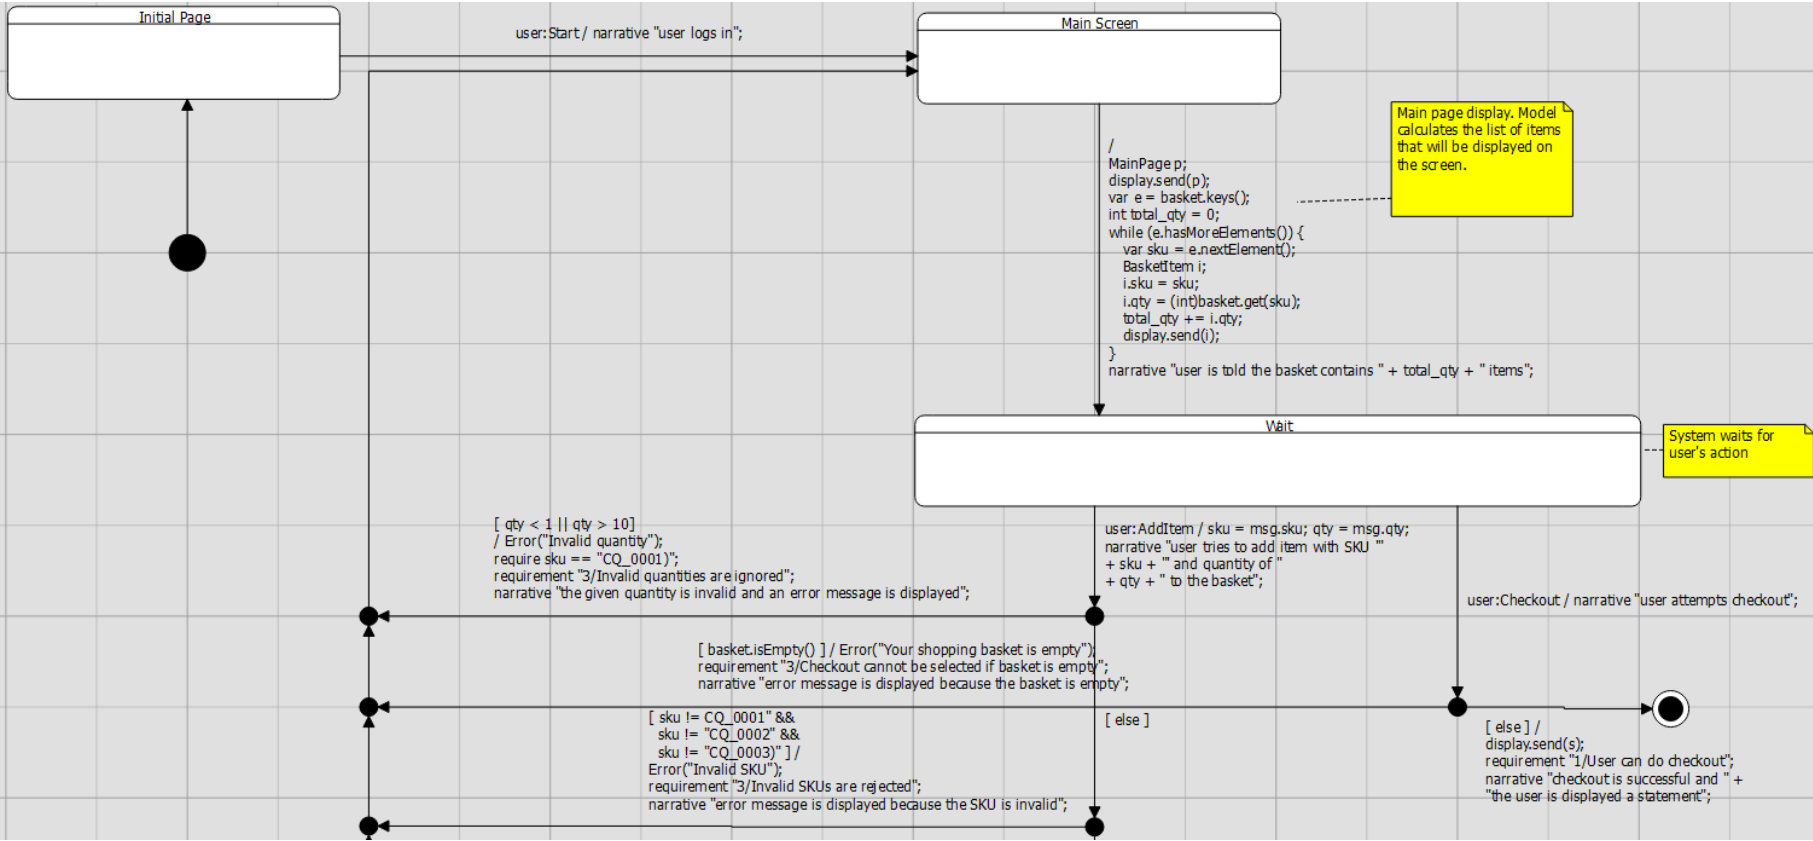 Initial Page
user:Start / narrative "user logs in";
Main Screen
Main page display. Model
calculates the list of items
that will be displayed on
the screen.
/
MainPage p;
display.send(p);
var e = basket.keys();
int total_qty = 0;
while (e.hasMoreElements()) {
var sku = e.nextElement();
BasketItem i;
i.sku = sku;
i.qty = (int)basket.get(sku);
total_qty += i.qty;
display.send(i);
}
narrative "user is told the basket contains " + total_qty + " items";
Wait
System waits for
user's action
[ qty < 1 || qty > 10]
/ Error("Invalid quantity");
require sku == "CQ_0001)";
requirement "3/Invalid quantities are ignored";
narrative "the given quantity is invalid and an error message is displayed";
user:AddItem / sku = msg.sku; qty = msg.qty;
narrative "user tries to add item with SKU '"
+ sku + "' and quantity of "
+ qty + " to the basket";
user:Checkout / narrative "user attempts checkout";
[ basket.isEmpty() ] / Error("Your shopping basket is empty");
requirement "3/Checkout cannot be selected if basket is empty";
narrative "error message is displayed because the basket is empty";
[ sku != CQ_0001" &&
sku != "CQ_0002" &&
sku != "CQ_0003)" ] /
Error("Invalid SKU");
requirement "3/Invalid SKUs are rejected";
narrative "error message is displayed because the SKU is invalid";
[ else ]
[ else ] /
display.send(s);
requirement "1/User can do checkout";
narrative "checkout is successful and " +
"the user is displayed a statement";